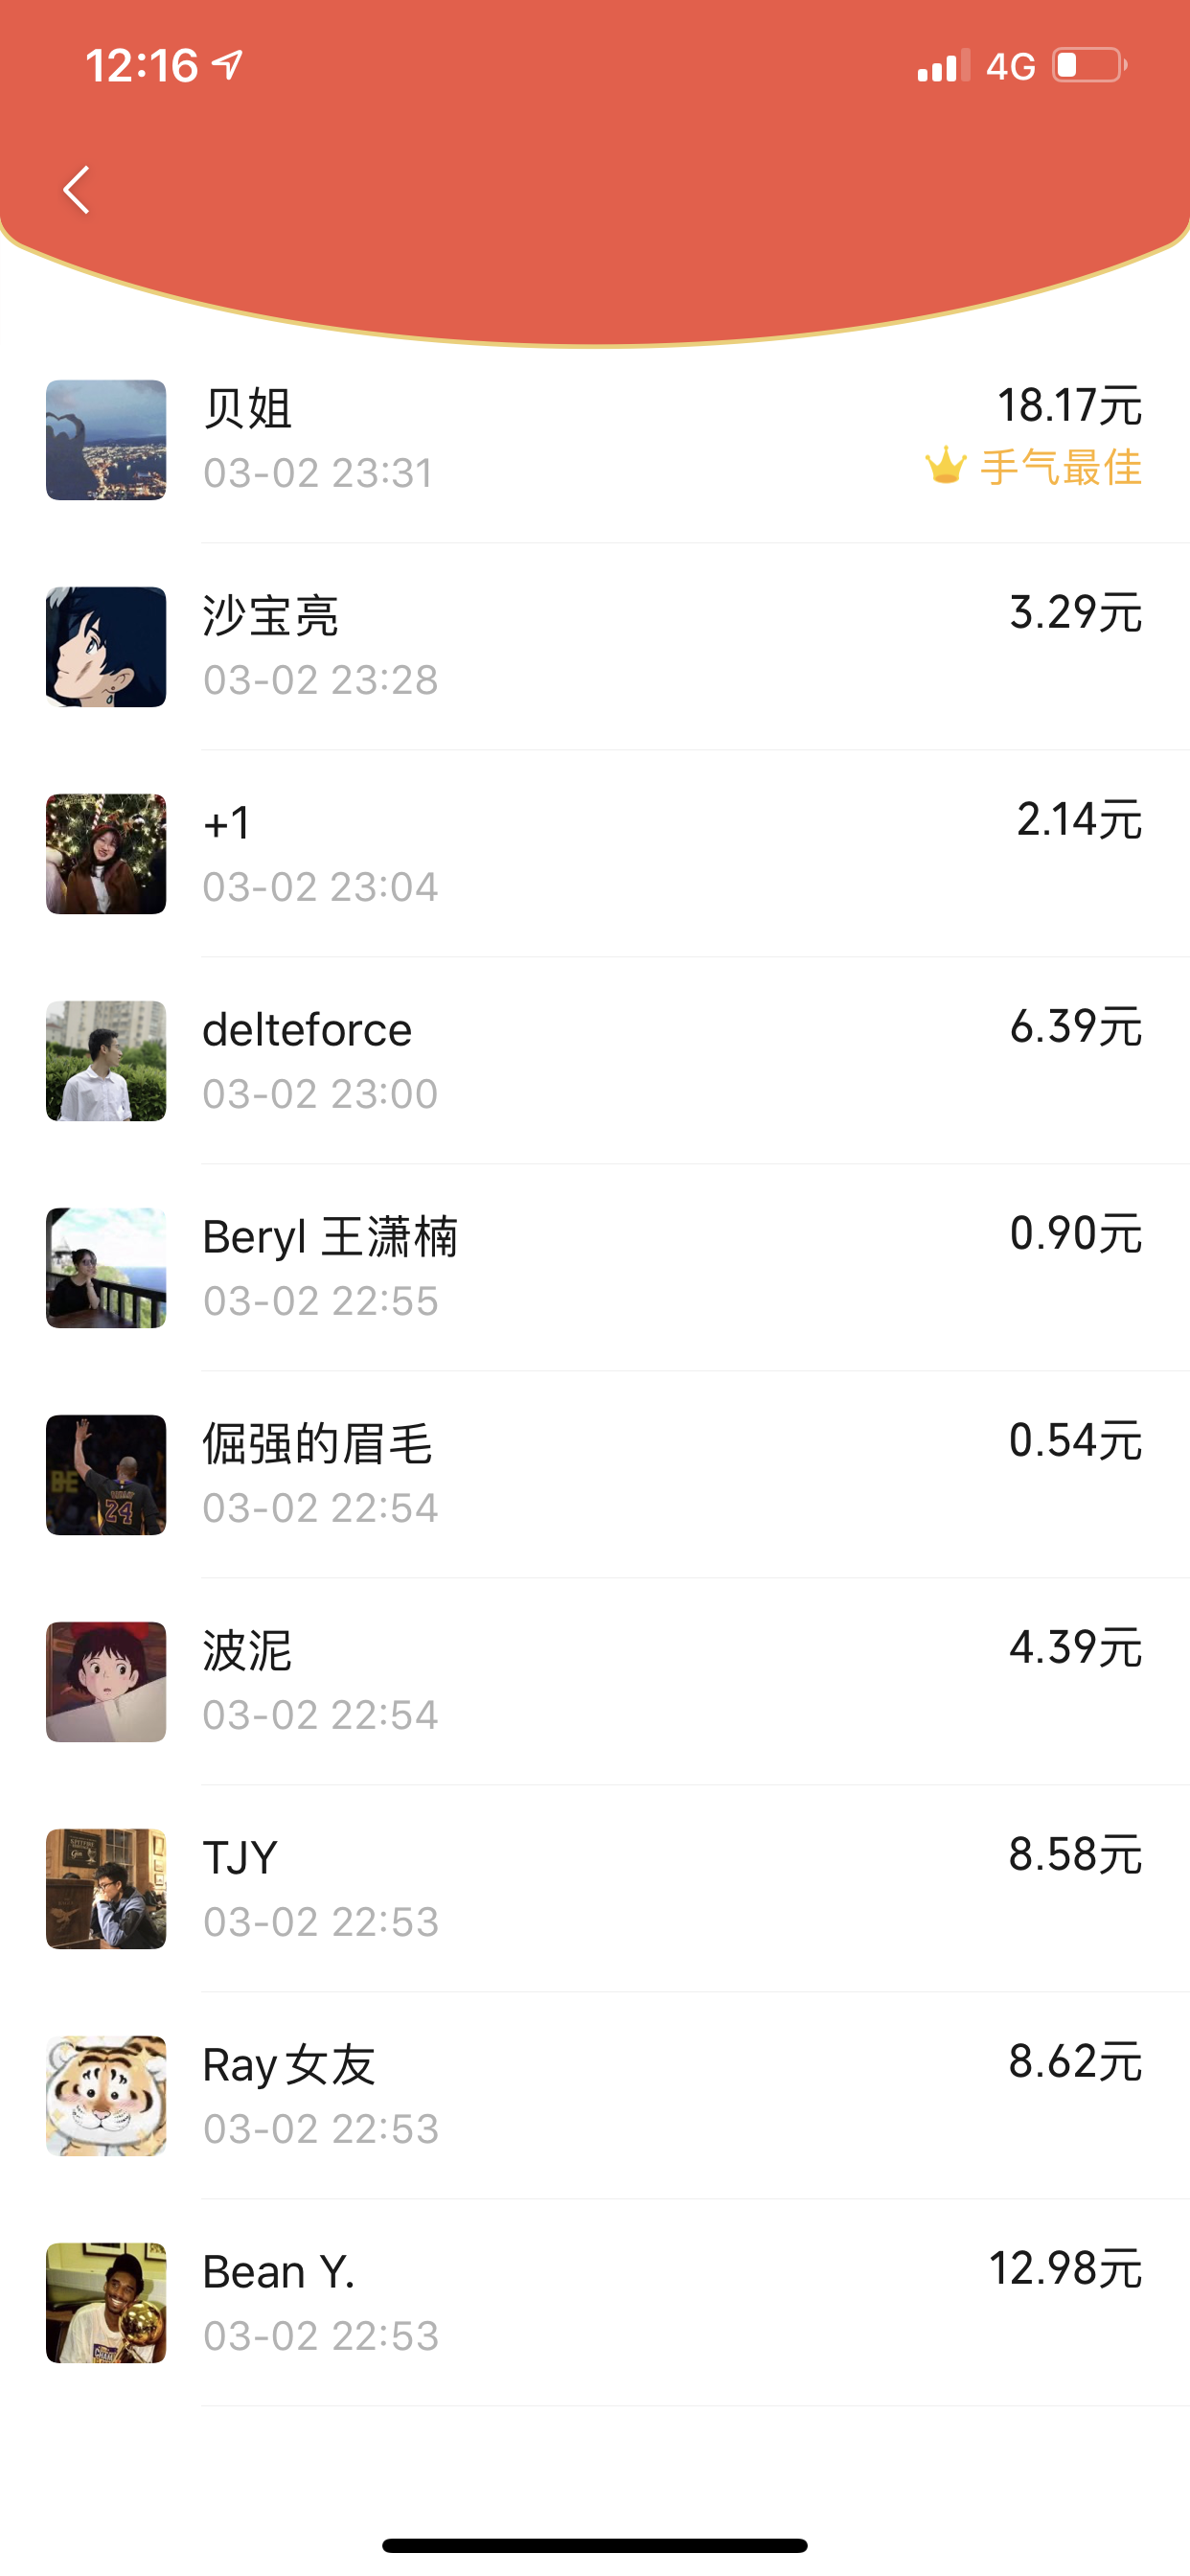 12:16 4G
贝姐 18.17元
03-02 23:31 手气最佳
沙宝亮 3.29元
03-02 23:28
+1 2.14元
03-02 23:04
delteforce 6.39元
03-02 23:00
Beryl 王潇楠 0.90元
03-02 22:55
倔强的眉毛 0.54元
03-02 22:54
BE
24
波泥 4.39元
03-02 22:54
TJY 8.58元
03-02 22:53
Ray女友 8.62元
03-02 22:53
Bean Y. 12.98元
03-02 22:53